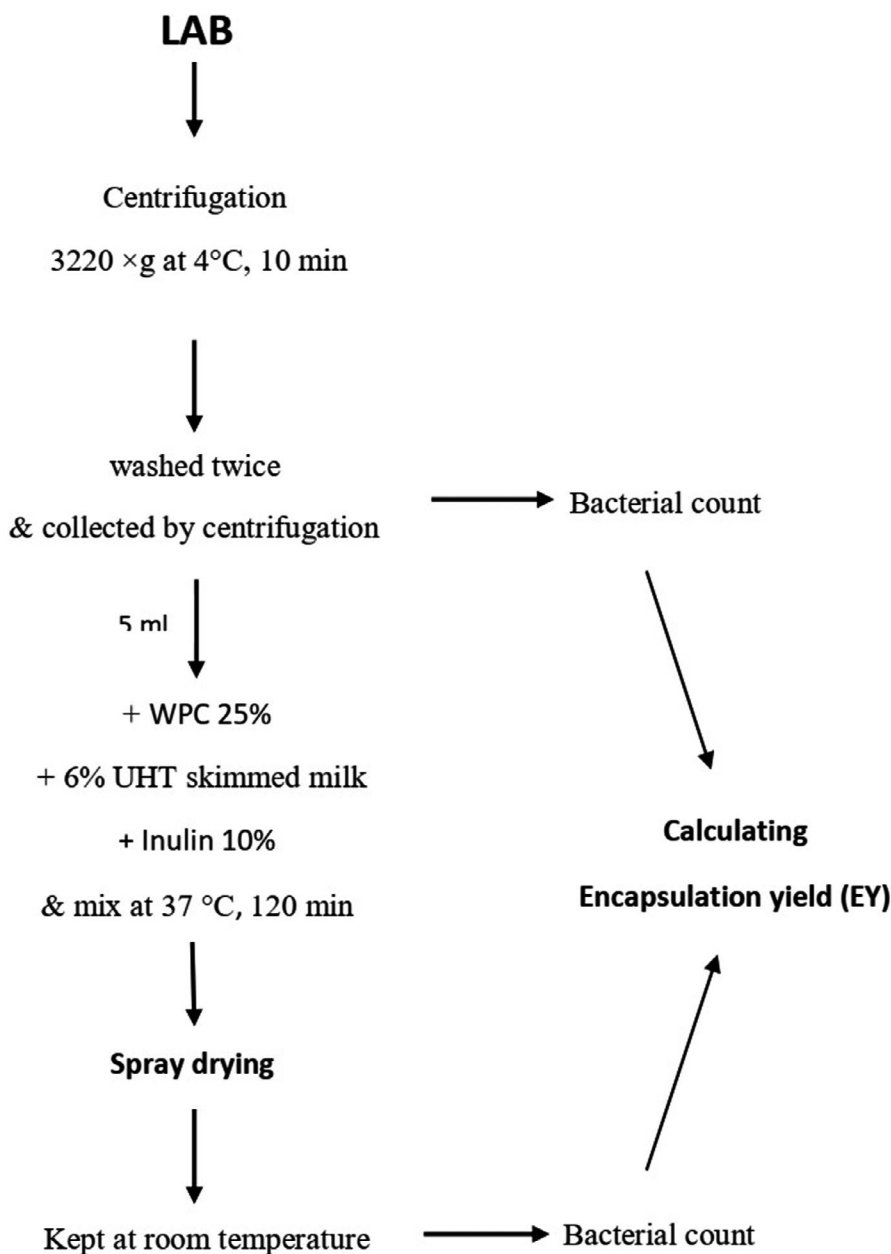 LAB
Centrifugation
3220 ×g at 4°C, 10 min
washed twice
& collected by centrifugation
Bacterial count
5 ml
+ WPC 25%
+ 6% UHT skimmed milk
+ Inulin 10%
& mix at 37 °C, 120 min
Calculating
Encapsulation yield (EY)
Spray drying
Kept at room temperature
Bacterial count